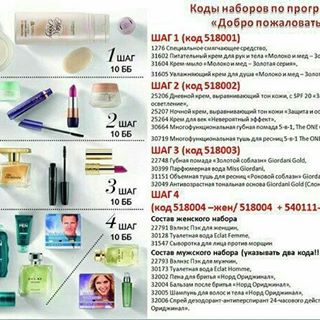 Коды наборов по прогр
«Добро пожаловать
ШАГ 1 (код 518001)
1276 Специальное смягчающее средство,
31602 Питательный крем для рук и тела «Молоко и мед – Золот
31604 Крем-мыло «Молоко и мед – Золотая серия»,
31605 Увлажняющий крем для душа «Молоко и мед – Золот
ШАГ 2 (код 518002)
25206 Дневной крем, выравнивающий тон кожи, с SPF 20 «За
осветление»,
25207 Ночной крем, выравнивающий тон кожи «Защита и ос
25264 Крем для век «Невероятный эффект»,
30664 Многофункциональная губная помада 5-в-1, The ONE
30719 Многофункциональная тушь для ресниц 5-в-1, The ONE
ШАГ 3 (код 518003)
22748 Губная помада «Золотой соблазн» Giordani Gold,
30399 Парфюмерная вода Miss Giordani,
31151 Объемная тушь для ресниц «Роковой соблазн» Giorda
32049 Антивозрастная тональная основа Giordani Gold (Слон
ШАГ 4
(код 518004 –жен/ 518004 + 540111-
Состав женского набора
22791 Вэлнэс Пэк для женщин,
30128 Туалетная вода Eclat Femme,
31547 Сыворотка для лица против морщин
Состав мужского набора (указывать два кода!!
22793 Вэлнэс Пэк для мужчин,
30173 Туалетная вода Eclat Homme,
32002 Пена для бритья «Норд Ориджинал»,
32004 Бальзам после бритья «Норд Ориджинал»,
32005 Шампунь для волос и тела «Норд Ориджинал»,
32006 Спрей дезодорант-антиперспирант 24-часового дейст
Ориджинал».
1 ШАГ
10 ББ
2 ШАГ
10 ББ
3 ШАГ
10 ББ
4 ШАГ
10 ББ